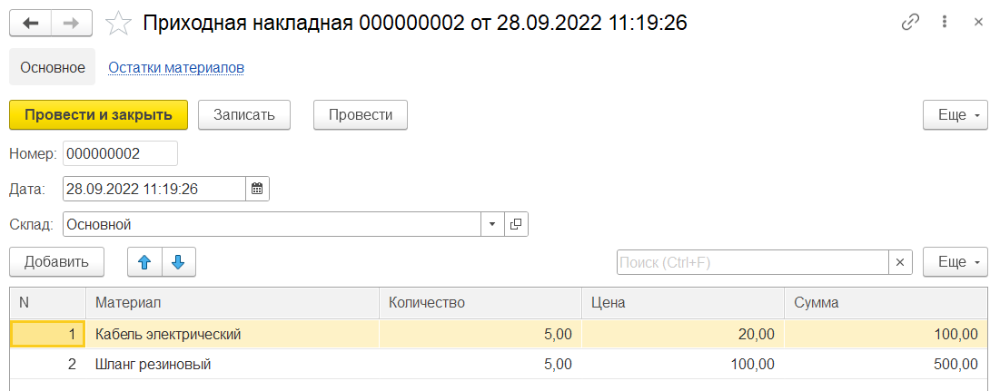 Приходная накладная 000000002 от 28.09.2022 11:19:26
Основное Остатки материалов
Провести и закрыть Записать Провести Еще
Номер: 000000002
Дата: 28.09.2022 11:19:26
Склад: Основной
Добавить Поиск (Ctrl+F) Еще
N Материал Количество Цена Сумма
1 Кабель электрический 5,00 20,00 100,00
2 Шланг резиновый 5,00 100,00 500,00